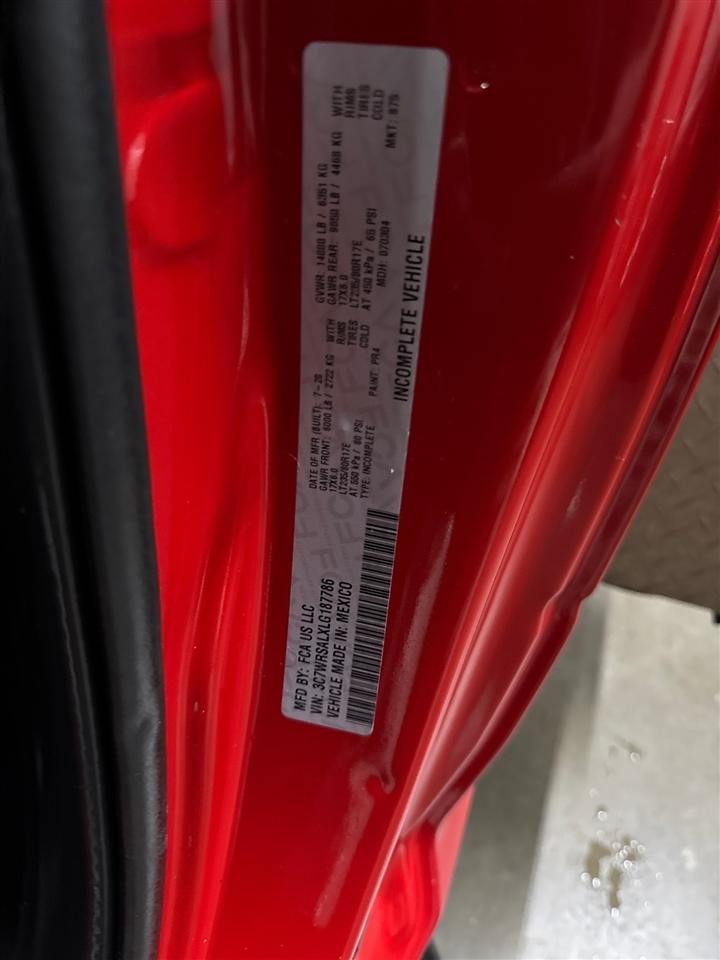 MFD BY: FCA US LLC
VIN: 3C7WRSALXLG187786
VEHICLE MADE IN: MEXICO
DATE OF MFR (BUILT): 7-20
GAWR FRONT: 6000 LB / 2722 KG WITH
17X6.0 RIMS
LT235/80R17E TIRES
AT 550 kPa / 80 PSI COLD
TYPE: INCOMPLETE PAINT: PR4
GVWR: 14000 LB / 6351 KG
GAWR REAR: 9850 LB / 4468 KG WITH
17X6.0 RIMS
LT235/80R17E TIRES
AT 450 kPa / 65 PSI COLD
MDH: 070304 MKT: 875
INCOMPLETE VEHICLE